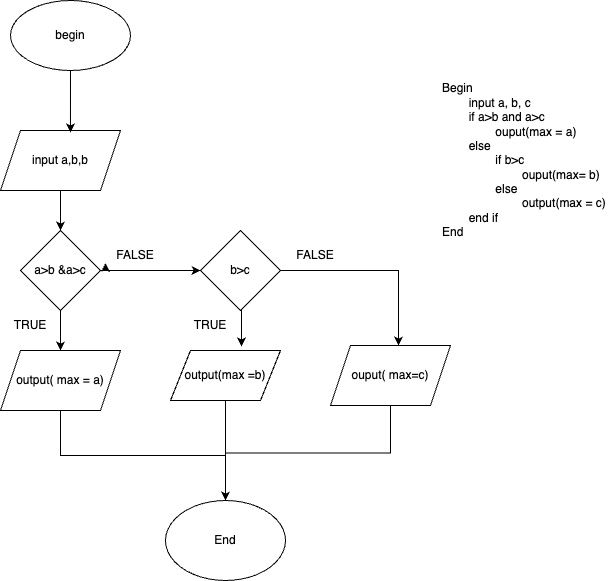 begin
input a,b,b
a>b &a>c
FALSE
b>c
FALSE
TRUE
TRUE
output( max = a)
output(max =b)
ouput( max=c)
End
Begin
input a, b, c
if a>b and a>c
ouput(max = a)
else
if b>c
ouput(max= b)
else
output(max = c)
end if
End